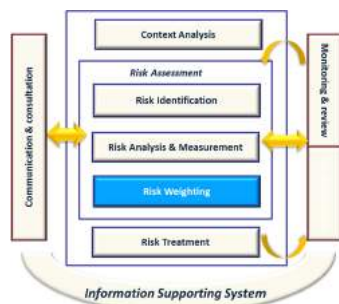 Context Analysis
Risk Assessment
Risk Identification
Risk Analysis & Measurement
Risk Weighting
Risk Treatment
Communication & consultation
Monitoring & review
Information Supporting System